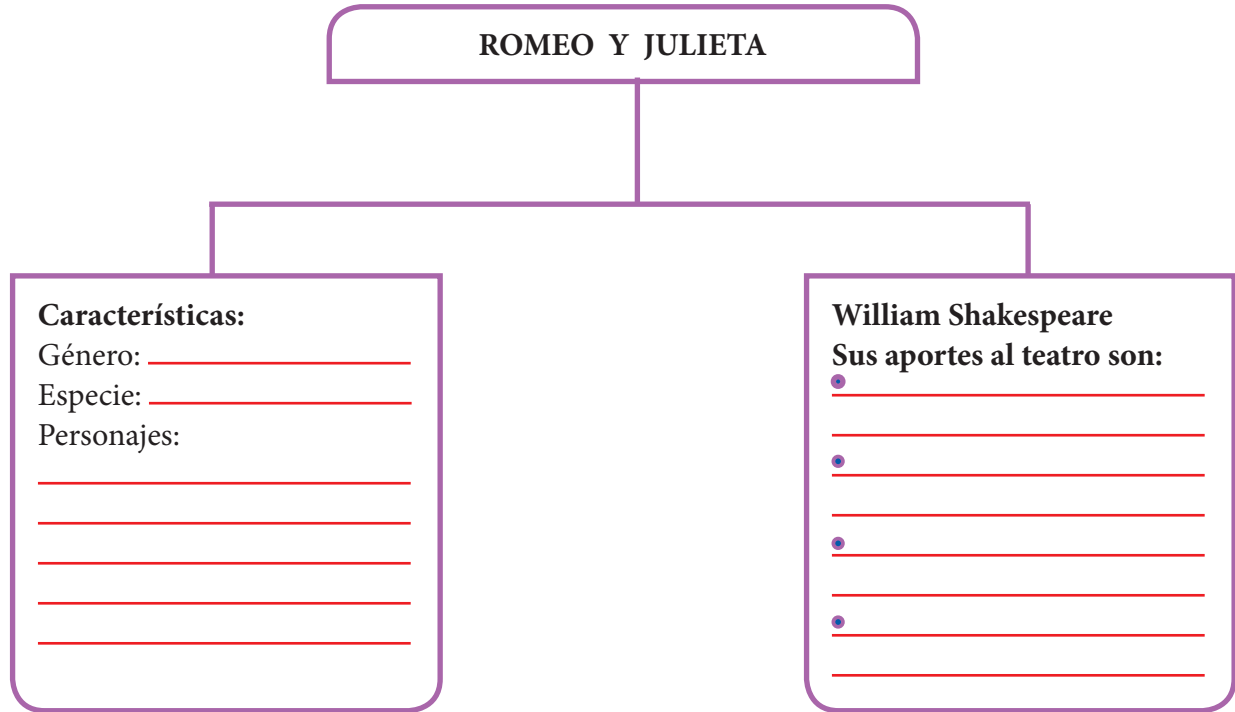 ROMEO Y JULIETA
Características:
Género:
Especie:
Personajes:
William Shakespeare
Sus aportes al teatro son: